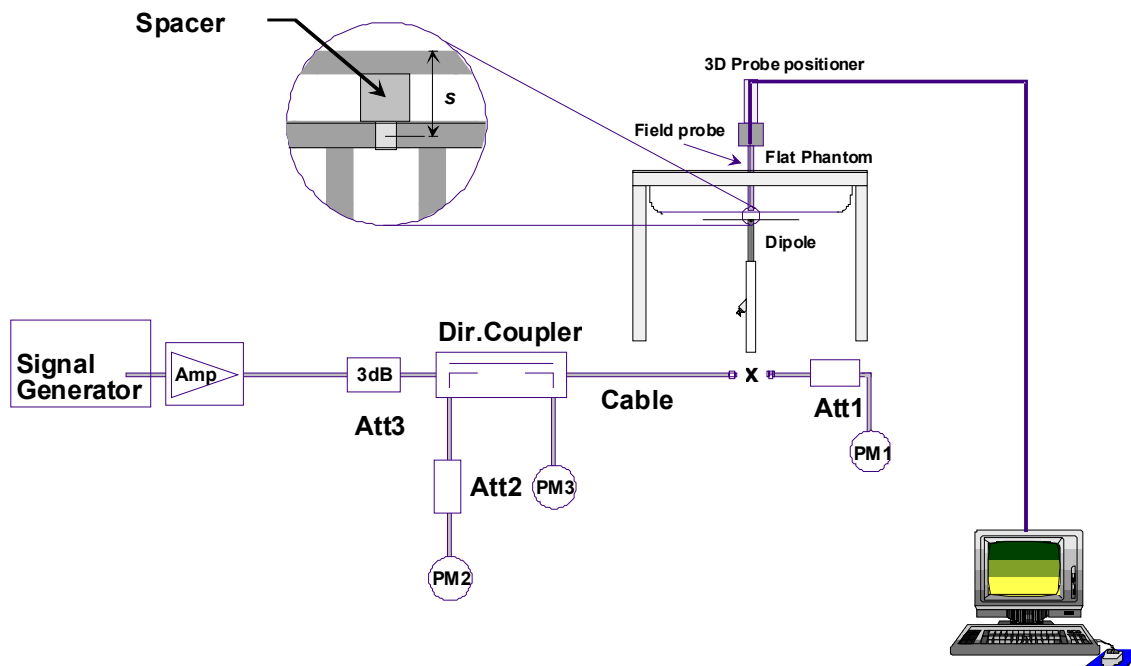 Spacer
s
3D Probe positioner
Field probe
Flat Phantom
Dipole
Signal
Generator
Amp
3dB
Att3
Dir.Coupler
Cable
x
Att1
PM1
Att2
PM3
PM2